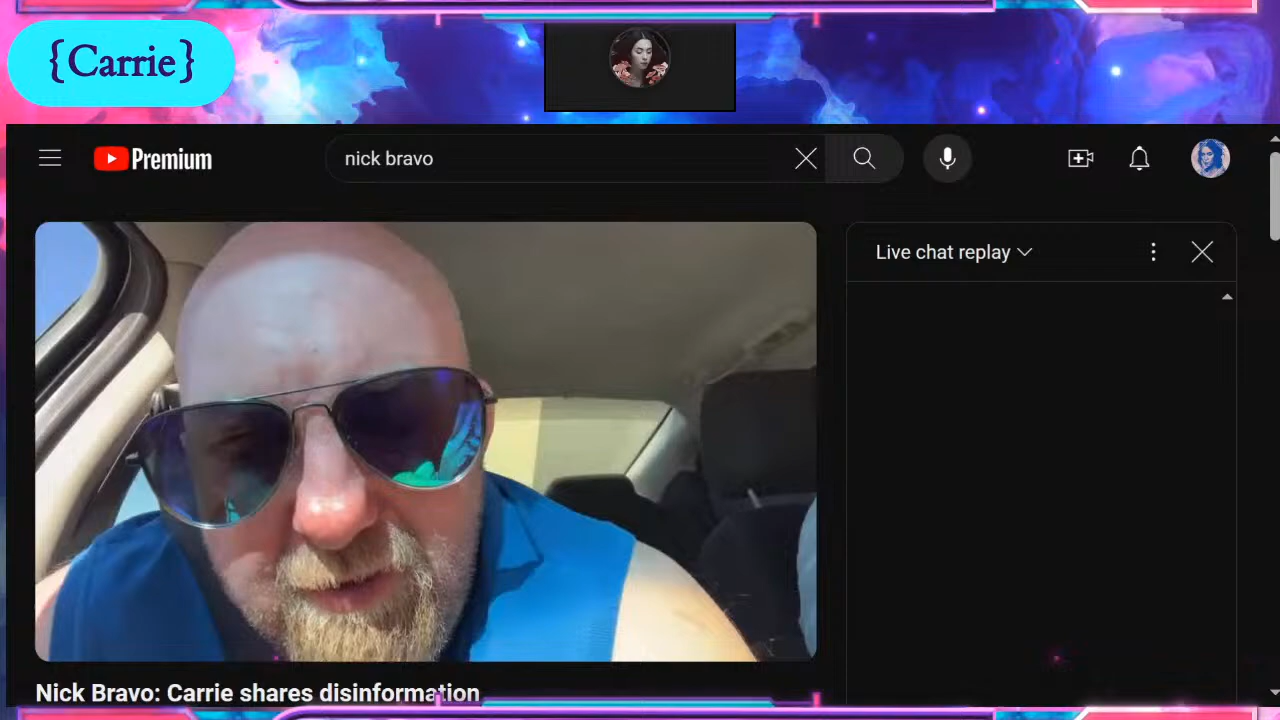 {Carrie}
Premium
nick bravo
Live chat replay
Nick Bravo: Carrie shares disinformation